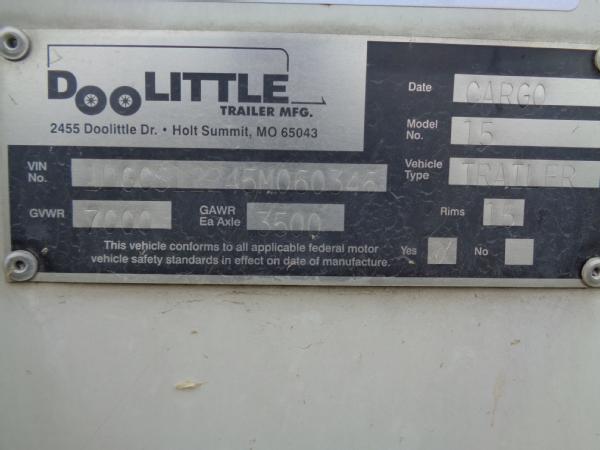 DooLITTLE
TRAILER MFG.
2455 Doolittle Dr. • Holt Summit, MO 65043
Date CARGO
Model No. 15
VIN No.
Vehicle Type TRAILER
GVWR 7000 GAWR Ea Axle 3500 Rims 15
This vehicle conforms to all applicable federal motor Yes No
vehicle safety standards in effect on date of manufacture.